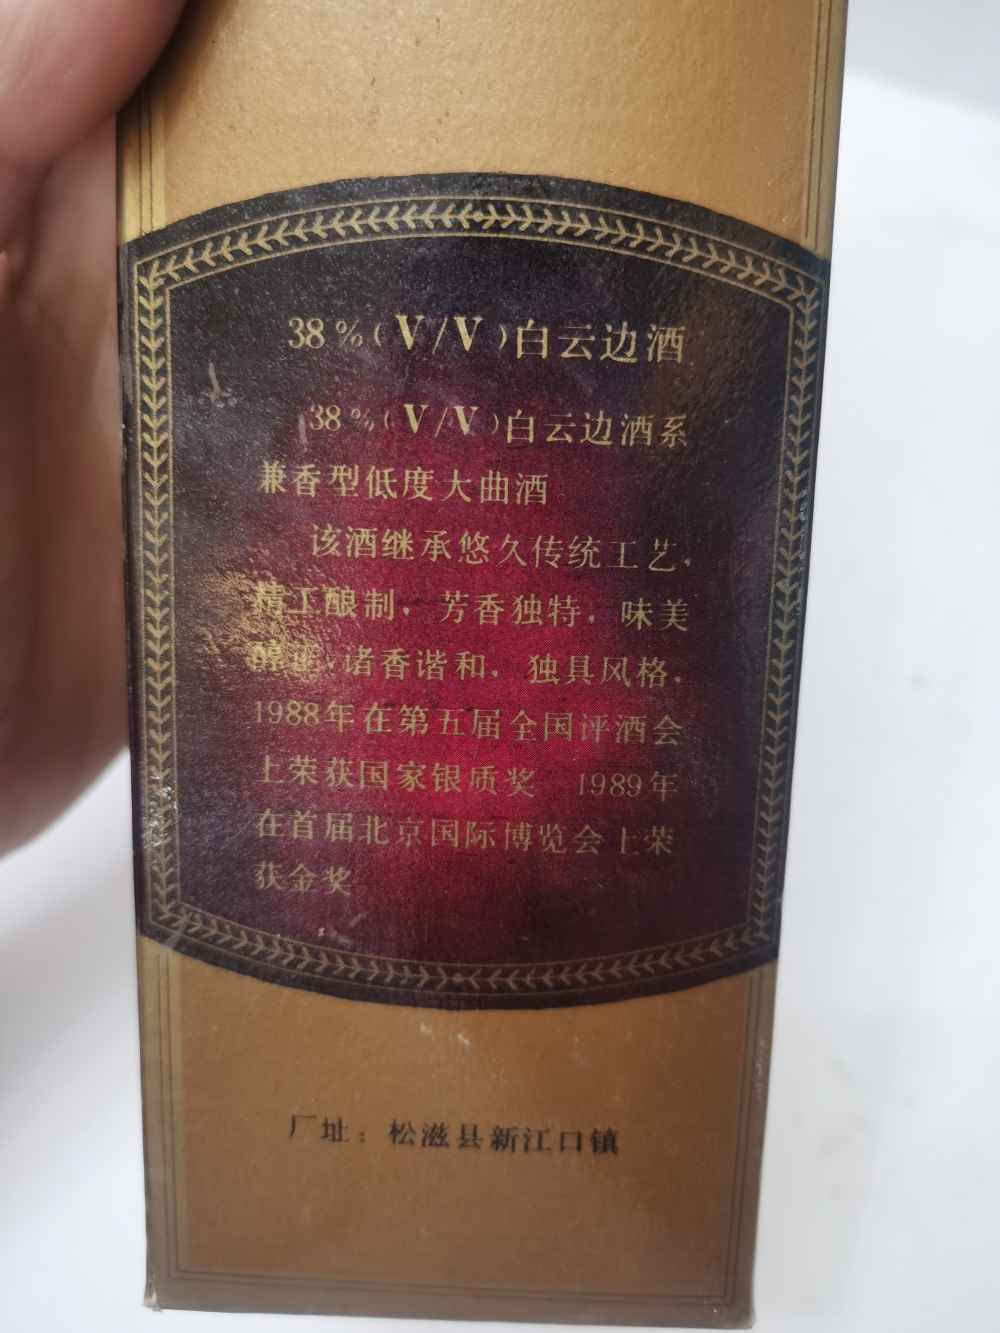 38%(V/V)白云边酒
38%(V/V)白云边酒系
兼香型低度大曲酒
该酒继承悠久传统工艺，
精工酿制，芳香独特，味美
醇正，诸香谐和，独具风格，
1988年在第五届全国评酒会
上荣获国家银质奖 1989年
在首届北京国际博览会上荣
获金奖
厂址：松滋县新江口镇